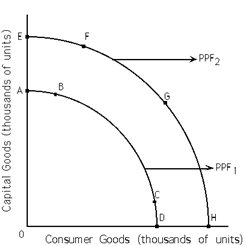 E
F
PPF2
A
B
G
PPF1
C
D
H
0
Capital Goods (thousands of units)
Consumer Goods (thousands of units)